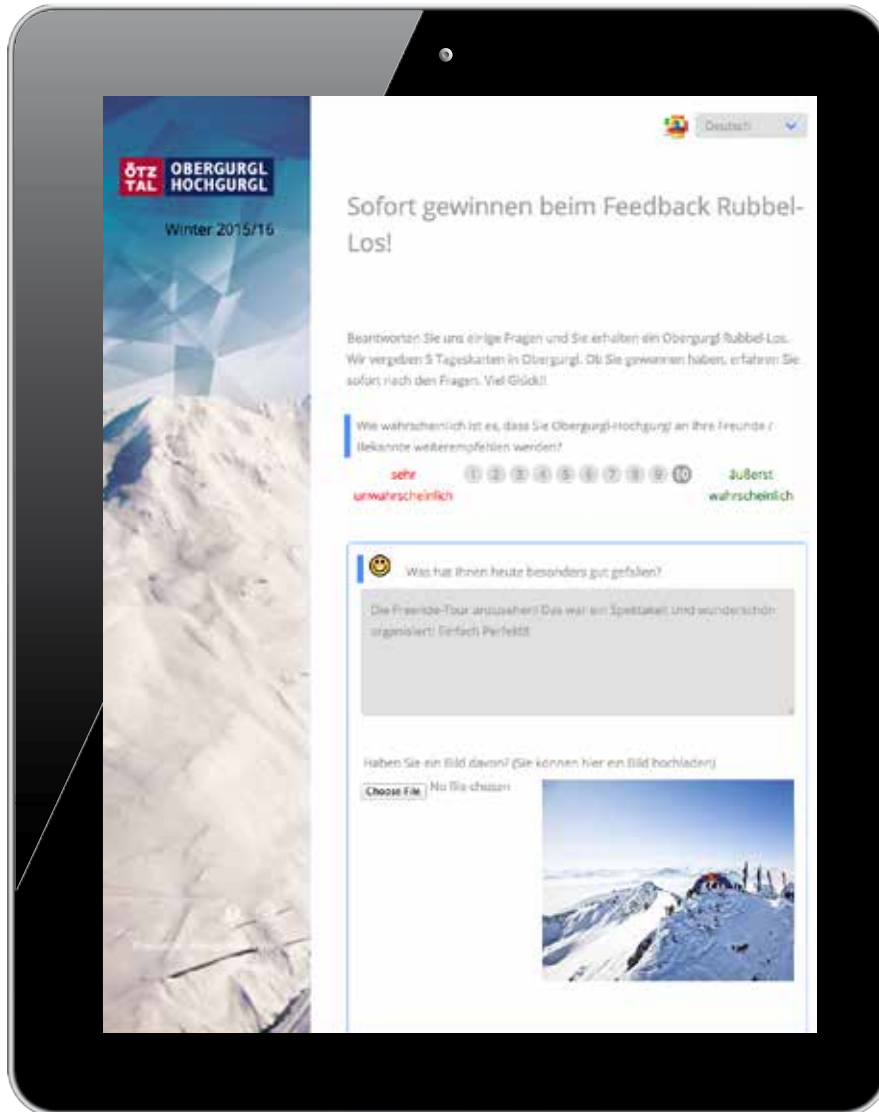 Deutsch
ÖTZ
TAL
OBERGURGL
HOCHGURGL
Winter 2015/16
Sofort gewinnen beim Feedback Rubbel-
Los!
Beantworten Sie uns einige Fragen und Sie erhalten ein Obergurgl-Rubbel-Los.
Wir vergeben 5 Tageskarten in Obergurgl. Ob Sie gewonnen haben, erfahren Sie
sofort nach den Fragen. Viel Glück!!
Wie wahrscheinlich ist es, dass Sie Obergurgl-Hochgurgl an Ihre Freunde /
Bekannte weiterempfehlen werden?
sehr
unwahrscheinlich
1 2 3 4 5 6 7 8 9 10
äußerst
wahrscheinlich
Was hat Ihnen heute besonders gut gefallen?
Die Freeride-Tour anzusehen! Das war ein Spektakel! Und wunderschön
organisiert! Einfach Perfekt!!
Haben Sie ein Bild davon? (Sie können hier ein Bild hochladen)
Choose File No file chosen